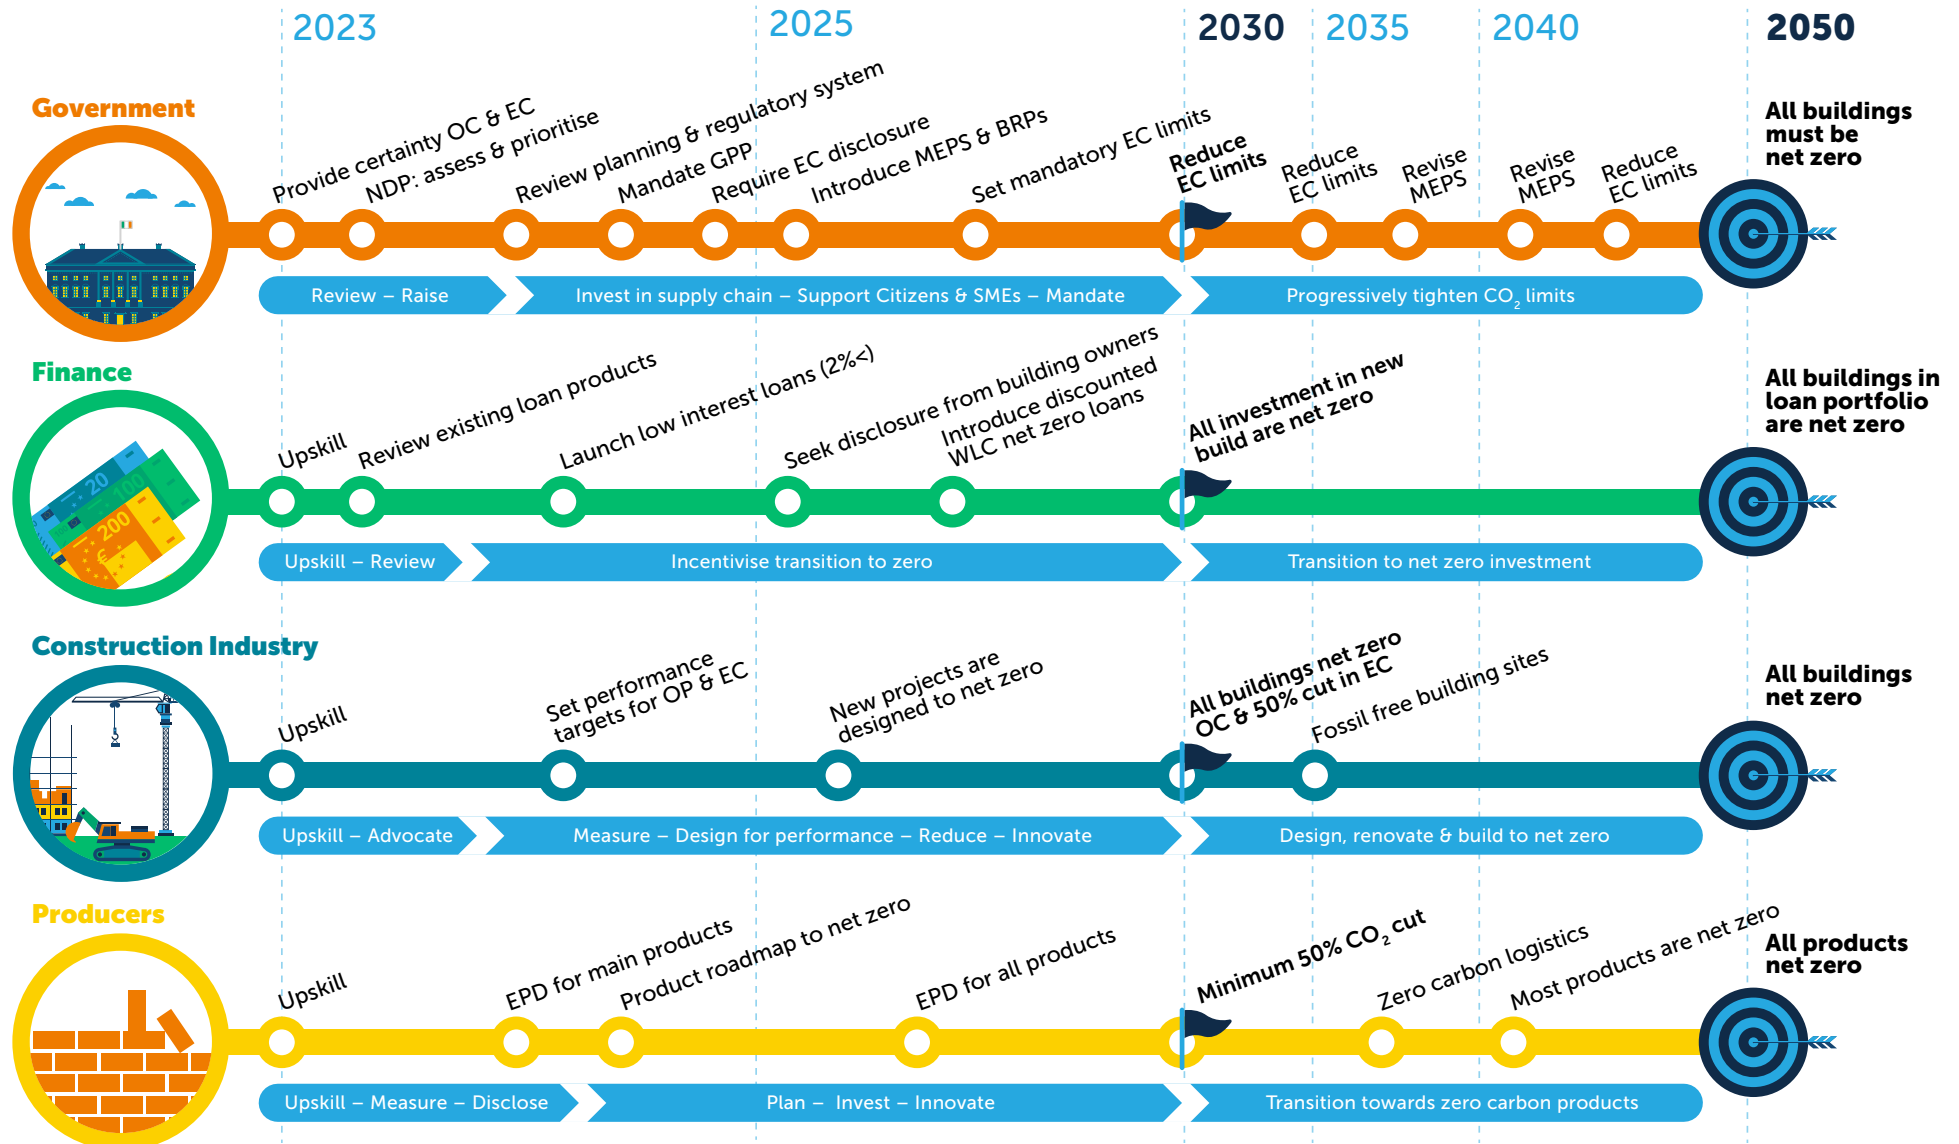 2023
2025
2030
2035
2040
2050
Government
Provide certainty OC & EC
NDP: assess & prioritise
Review planning & regulatory system
Mandate GPP
Require EC disclosure
Introduce MEPS & BRPs
Set mandatory EC limits
Reduce
EC limits
Reduce
EC limits
Revise
MEPS
Revise
MEPS
Reduce
EC limits
All buildings
must be
net zero
Review – Raise
Invest in supply chain – Support Citizens & SMEs – Mandate
Progressively tighten CO2 limits
Finance
Upskill
Review existing loan products
Launch low interest loans (2%<)
Seek disclosure from building owners
Introduce discounted
WLC net zero loans
All investment in new
build are net zero
All buildings in
loan portfolio
are net zero
20
100
200
€
Upskill – Review
Incentivise transition to zero
Transition to net zero investment
Construction Industry
Upskill
Set performance
targets for OP & EC
New projects are
designed to net zero
All buildings net zero
OC & 50% cut in EC
Fossil free building sites
All buildings
net zero
Upskill – Advocate
Measure – Design for performance – Reduce – Innovate
Design, renovate & build to net zero
Producers
Upskill
EPD for main products
Product roadmap to net zero
EPD for all products
Minimum 50% CO2 cut
Zero carbon logistics
Most products are net zero
All products
net zero
Upskill – Measure – Disclose
Plan – Invest – Innovate
Transition towards zero carbon products